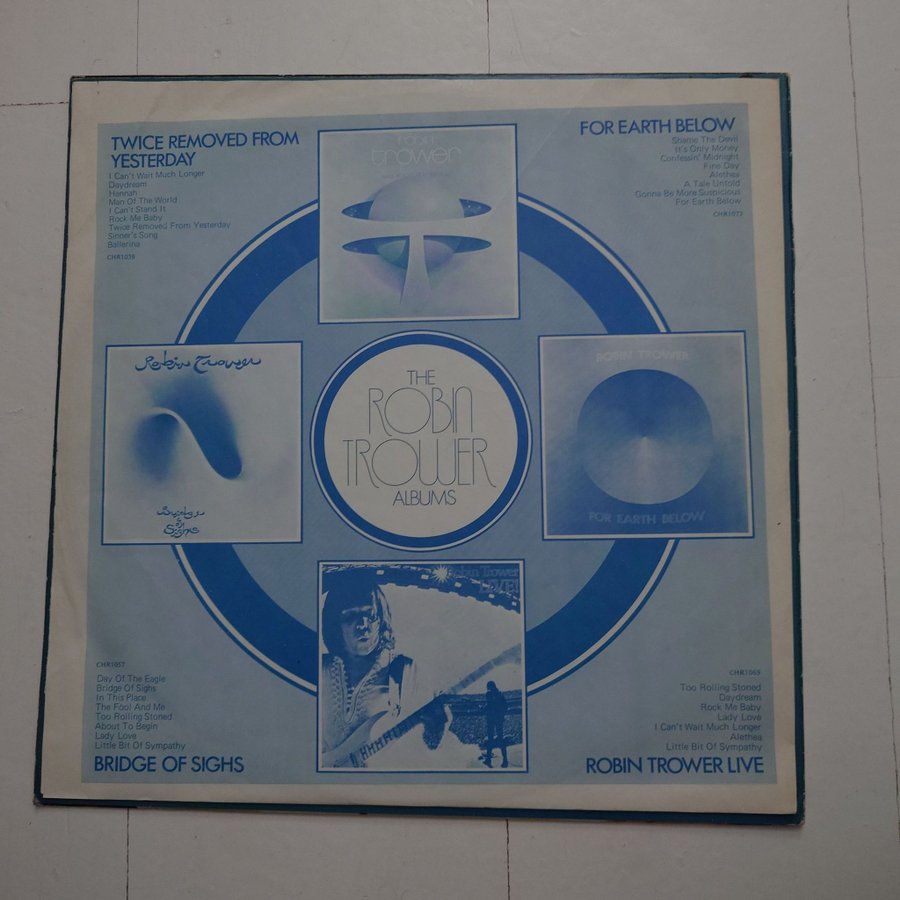 TWICE REMOVED FROM
YESTERDAY
I Can't Wait Much Longer
Daydream
Hannah
Man Of The World
I Can't Stand It
Rock Me Baby
Twice Removed From Yesterday
Sinner's Song
Ballerina
CHR1039
trower
FOR EARTH BELOW
Shame The Devil
It's Only Money
Confessin' Midnight
Fine Day
Alethea
A Tale Untold
Gonna Be More Suspicious
For Earth Below
CHR1073
Robin Trower
Bridge
of
Sighs
THE
ROBIN
TROWER
ALBUMS
ROBIN TROWER
FOR EARTH BELOW
Robin Trower
LIVE!
CHR1057
Day Of The Eagle
Bridge Of Sighs
In This Place
The Fool And Me
Too Rolling Stoned
About To Begin
Lady Love
Little Bit Of Sympathy
BRIDGE OF SIGHS
CHR1089
Too Rolling Stoned
Daydream
Rock Me Baby
Lady Love
I Can't Wait Much Longer
Alethea
Little Bit Of Sympathy
ROBIN TROWER LIVE